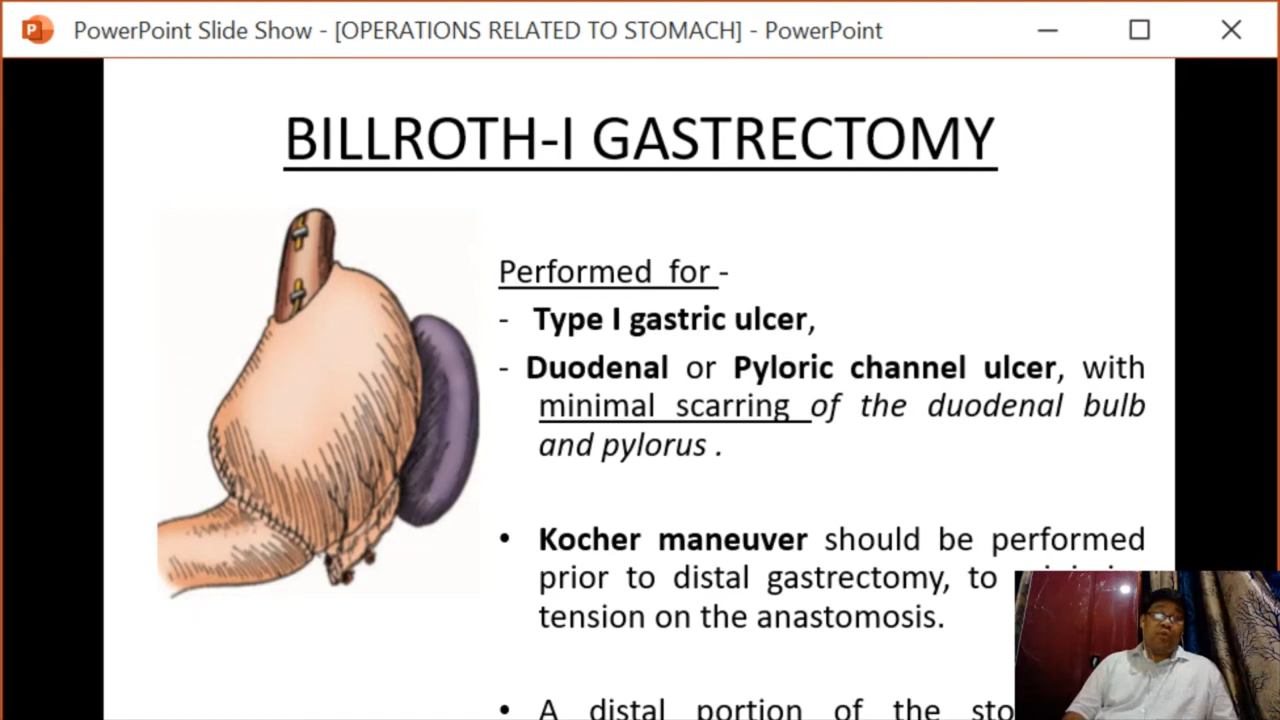 PowerPoint Slide Show - [OPERATIONS RELATED TO STOMACH] - PowerPoint
BILLROTH-I GASTRECTOMY
Performed for -
- Type I gastric ulcer,
- Duodenal or Pyloric channel ulcer, with
minimal scarring of the duodenal bulb
and pylorus .
• Kocher maneuver should be performed
prior to distal gastrectomy, to
tension on the anastomosis.
• A distal portion of the